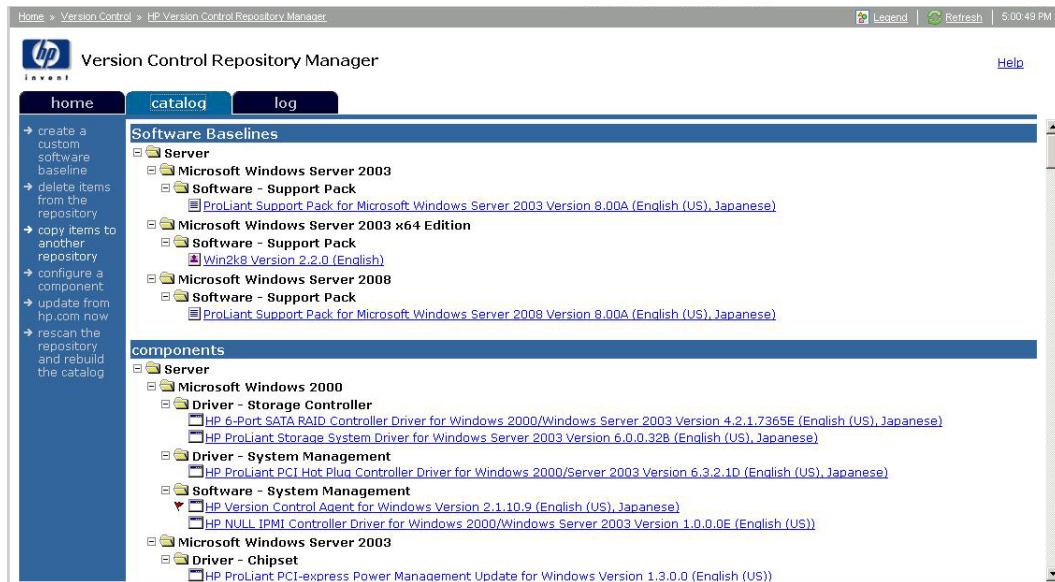 Home » Version Control » HP Version Control Repository Manager
Legend | Refresh | 5:00:49 PM
hp
invent
Version Control Repository Manager
Help
home
catalog
log
create a
custom
software
baseline
delete items
from the
repository
copy items to
another
repository
configure a
component
update from
hp.com now
rescan the
repository
and rebuild
the catalog
Software Baselines
Server
Microsoft Windows Server 2003
Software - Support Pack
ProLiant Support Pack for Microsoft Windows Server 2003 Version 8.00A (English (US), Japanese)
Microsoft Windows Server 2003 x64 Edition
Software - Support Pack
Win2k8 Version 2.2.0 (English)
Microsoft Windows Server 2008
Software - Support Pack
ProLiant Support Pack for Microsoft Windows Server 2008 Version 8.00A (English (US), Japanese)
components
Server
Microsoft Windows 2000
Driver - Storage Controller
HP 6-Port SATA RAID Controller Driver for Windows 2000/Windows Server 2003 Version 4.2.1.7365E (English (US), Japanese)
HP ProLiant Storage System Driver for Windows Server 2003 Version 6.0.0.32B (English (US), Japanese)
Driver - System Management
HP ProLiant PCI Hot Plug Controller Driver for Windows 2000/Server 2003 Version 6.3.2.1D (English (US), Japanese)
Software - System Management
HP Version Control Agent for Windows Version 2.1.10.9 (English (US), Japanese)
HP NULL IPMI Controller Driver for Windows 2000/Windows Server 2003 Version 1.0.0.0E (English (US))
Microsoft Windows Server 2003
Driver - Chipset
HP ProLiant PCI-express Power Management Update for Windows Version 1.3.0.0 (English (US))